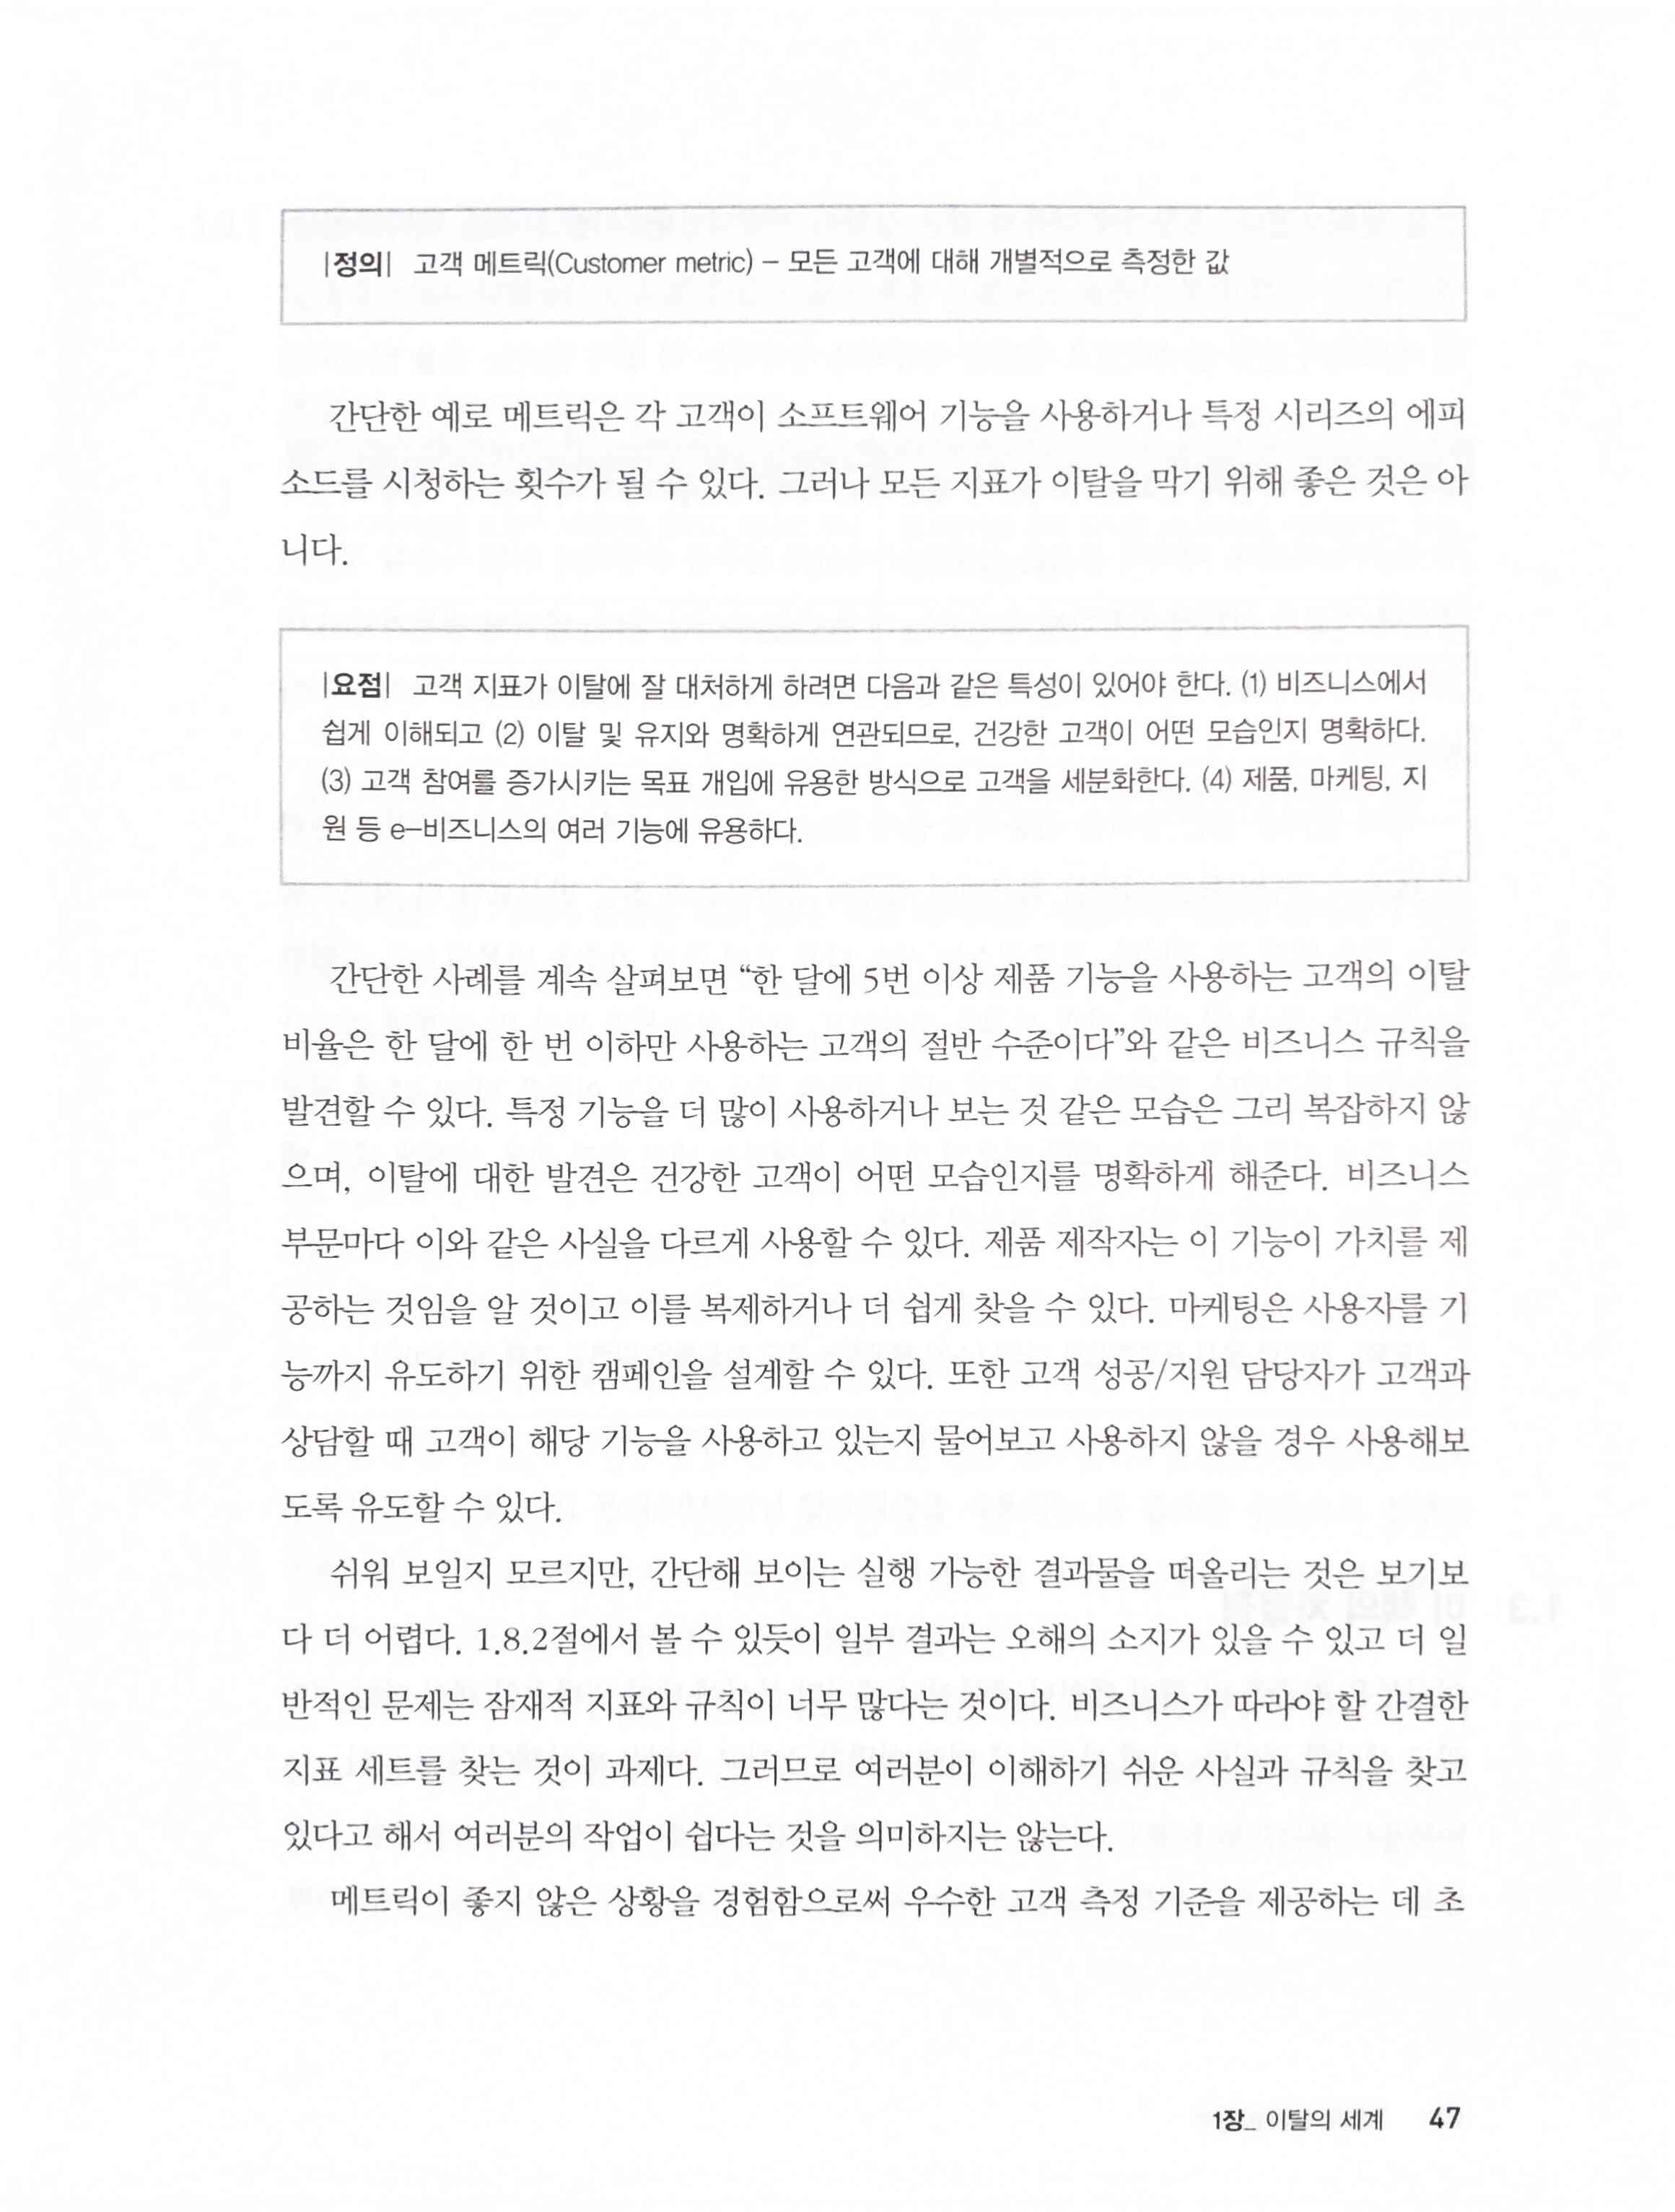 |정의| 고객 메트릭(Customer metric) – 모든 고객에 대해 개별적으로 측정한 값
간단한 예로 메트릭은 각 고객이 소프트웨어 기능을 사용하거나 특정 시리즈의 에피
소드를 시청하는 횟수가 될 수 있다. 그러나 모든 지표가 이탈을 막기 위해 좋은 것은 아
니다.
|요점| 고객 지표가 이탈에 잘 대처하게 하려면 다음과 같은 특성이 있어야 한다. (1) 비즈니스에서
쉽게 이해되고 (2) 이탈 및 유지와 명확하게 연관되므로, 건강한 고객이 어떤 모습인지 명확하다.
(3) 고객 참여를 증가시키는 목표 개입에 유용한 방식으로 고객을 세분화한다. (4) 제품, 마케팅, 지
원 등 e–비즈니스의 여러 기능에 유용하다.
간단한 사례를 계속 살펴보면 “한 달에 5번 이상 제품 기능을 사용하는 고객의 이탈
비율은 한 달에 한 번 이하만 사용하는 고객의 절반 수준이다”와 같은 비즈니스 규칙을
발견할 수 있다. 특정 기능을 더 많이 사용하거나 보는 것 같은 모습은 그리 복잡하지 않
으며, 이탈에 대한 발견은 건강한 고객이 어떤 모습인지를 명확하게 해준다. 비즈니스
부문마다 이와 같은 사실을 다르게 사용할 수 있다. 제품 제작자는 이 기능이 가치를 제
공하는 것임을 알 것이고 이를 복제하거나 더 쉽게 찾을 수 있다. 마케팅은 사용자를 기
능까지 유도하기 위한 캠페인을 설계할 수 있다. 또한 고객 성공/지원 담당자가 고객과
상담할 때 고객이 해당 기능을 사용하고 있는지 물어보고 사용하지 않을 경우 사용해보
도록 유도할 수 있다.
쉬워 보일지 모르지만, 간단해 보이는 실행 가능한 결과물을 떠올리는 것은 보기보
다 더 어렵다. 1.8.2절에서 볼 수 있듯이 일부 결과는 오해의 소지가 있을 수 있고 더 일
반적인 문제는 잠재적 지표와 규칙이 너무 많다는 것이다. 비즈니스가 따라야 할 간결한
지표 세트를 찾는 것이 과제다. 그러므로 여러분이 이해하기 쉬운 사실과 규칙을 찾고
있다고 해서 여러분의 작업이 쉽다는 것을 의미하지는 않는다.
메트릭이 좋지 않은 상황을 경험함으로써 우수한 고객 측정 기준을 제공하는 데 초
1장_ 이탈의 세계 47